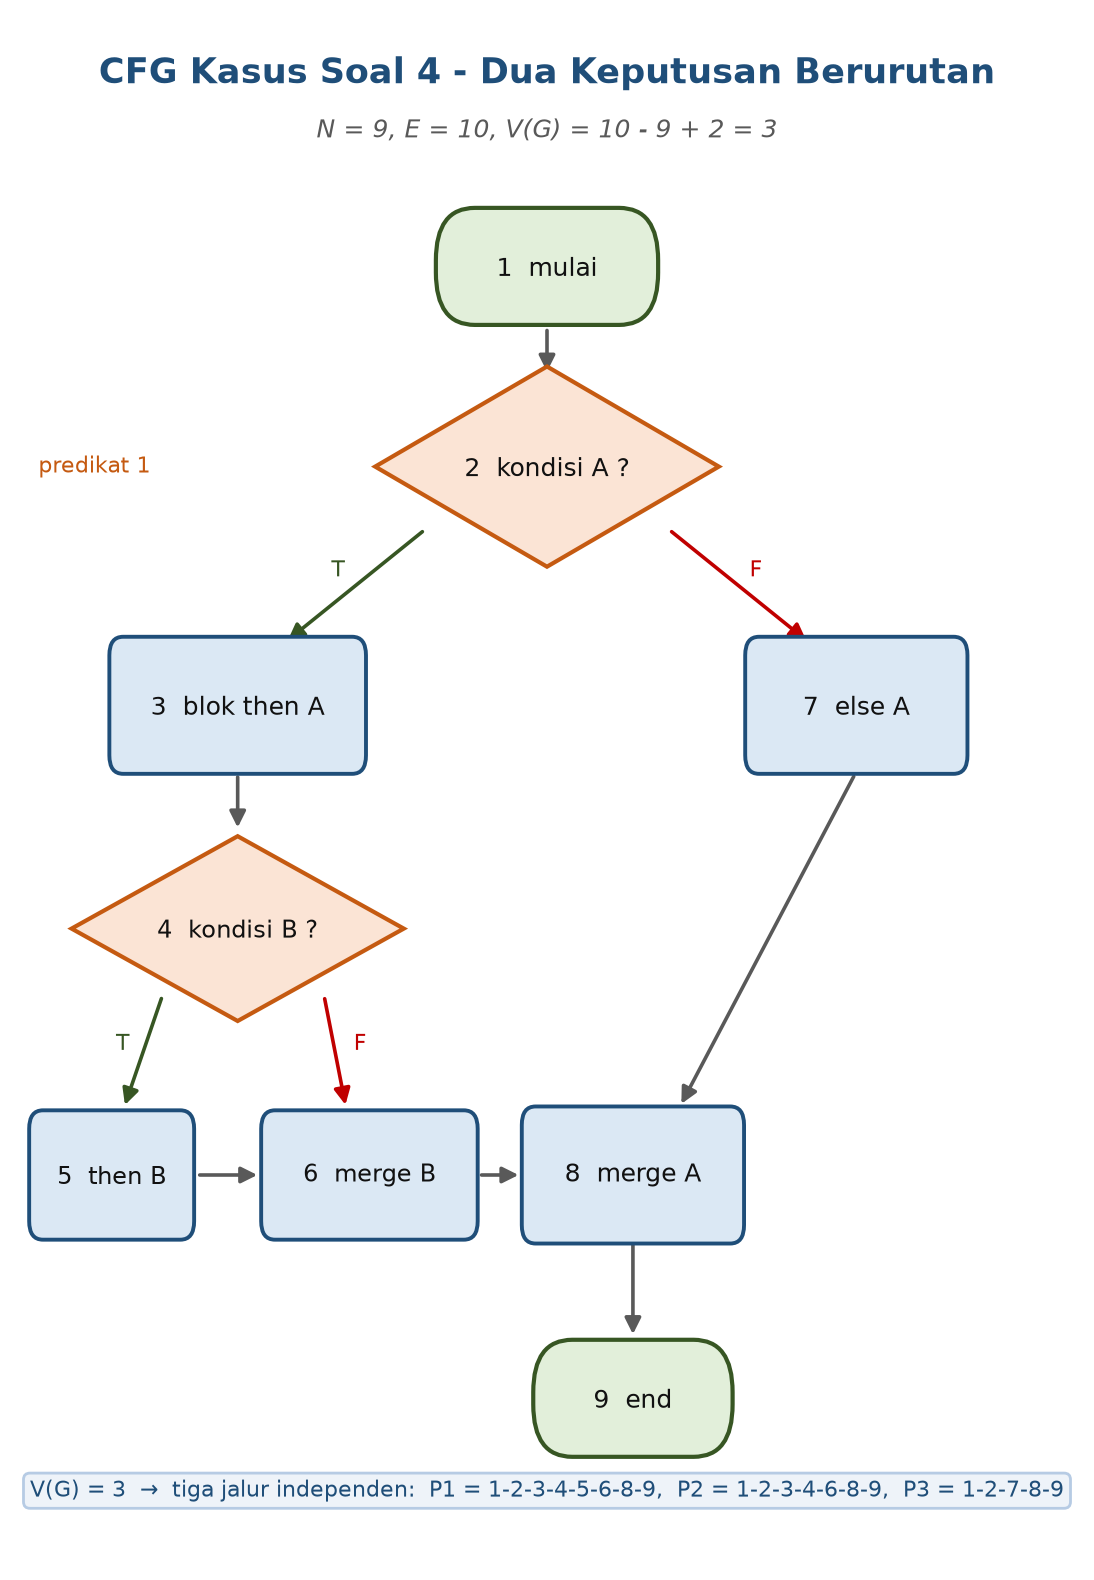 CFG Kasus Soal 4 - Dua Keputusan Berurutan
N = 9, E = 10, V(G) = 10 - 9 + 2 = 3
1 mulai
predikat 1
2 kondisi A ?
T
F
3 blok then A
7 else A
4 kondisi B ?
T
F
5 then B
6 merge B
8 merge A
9 end
V(G) = 3 → tiga jalur independen: P1 = 1-2-3-4-5-6-8-9, P2 = 1-2-3-4-6-8-9, P3 = 1-2-7-8-9